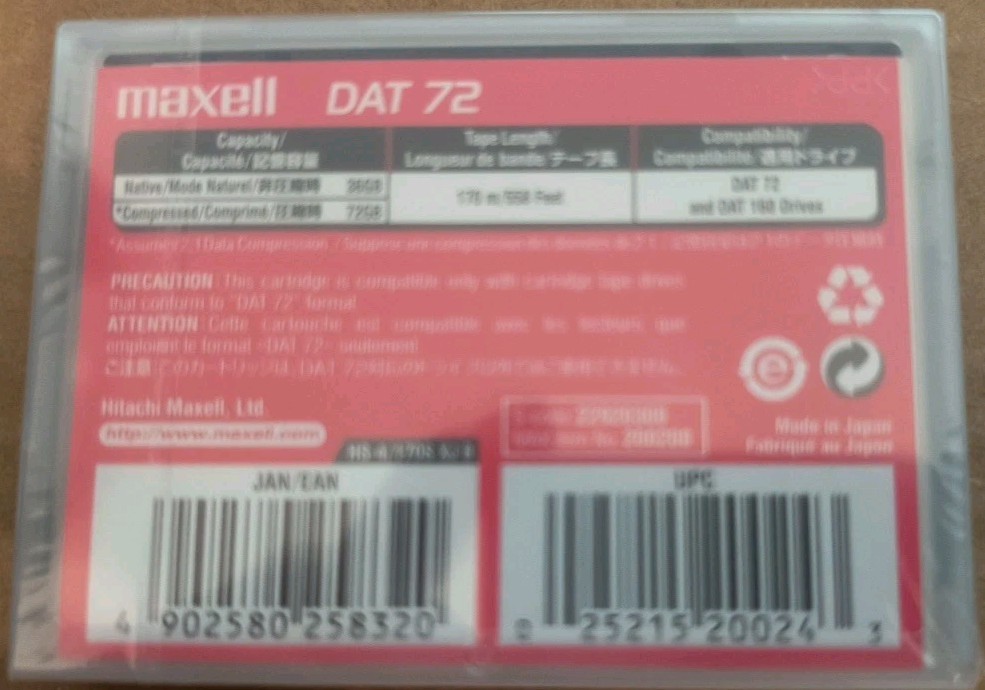 maxell DAT 72
Capacity/
Capacité/記憶容量
Tape Length/
Longueur de bande/テープ長
Compatibility/
Compatibilité/適用ドライブ
Native/Mode Naturel/非圧縮時 36GB
*Compressed/Comprimé/圧縮時 72GB
170 m/558 Feet
DAT 72
and DAT 160 Drives
PRECAUTION: This cartridge is compatible only with cartridge tape drives
that conform to "DAT 72" format.
ATTENTION: Cette cartouche est compatible avec les lecteurs que
emploient le format «DAT 72» seulement.
Hitachi Maxell, Ltd.
http://www.maxell.com
200200
Made in Japan
Fabriqué au Japon
JAN/EAN
4 902580 258320
UPC
0 25215 20024 3